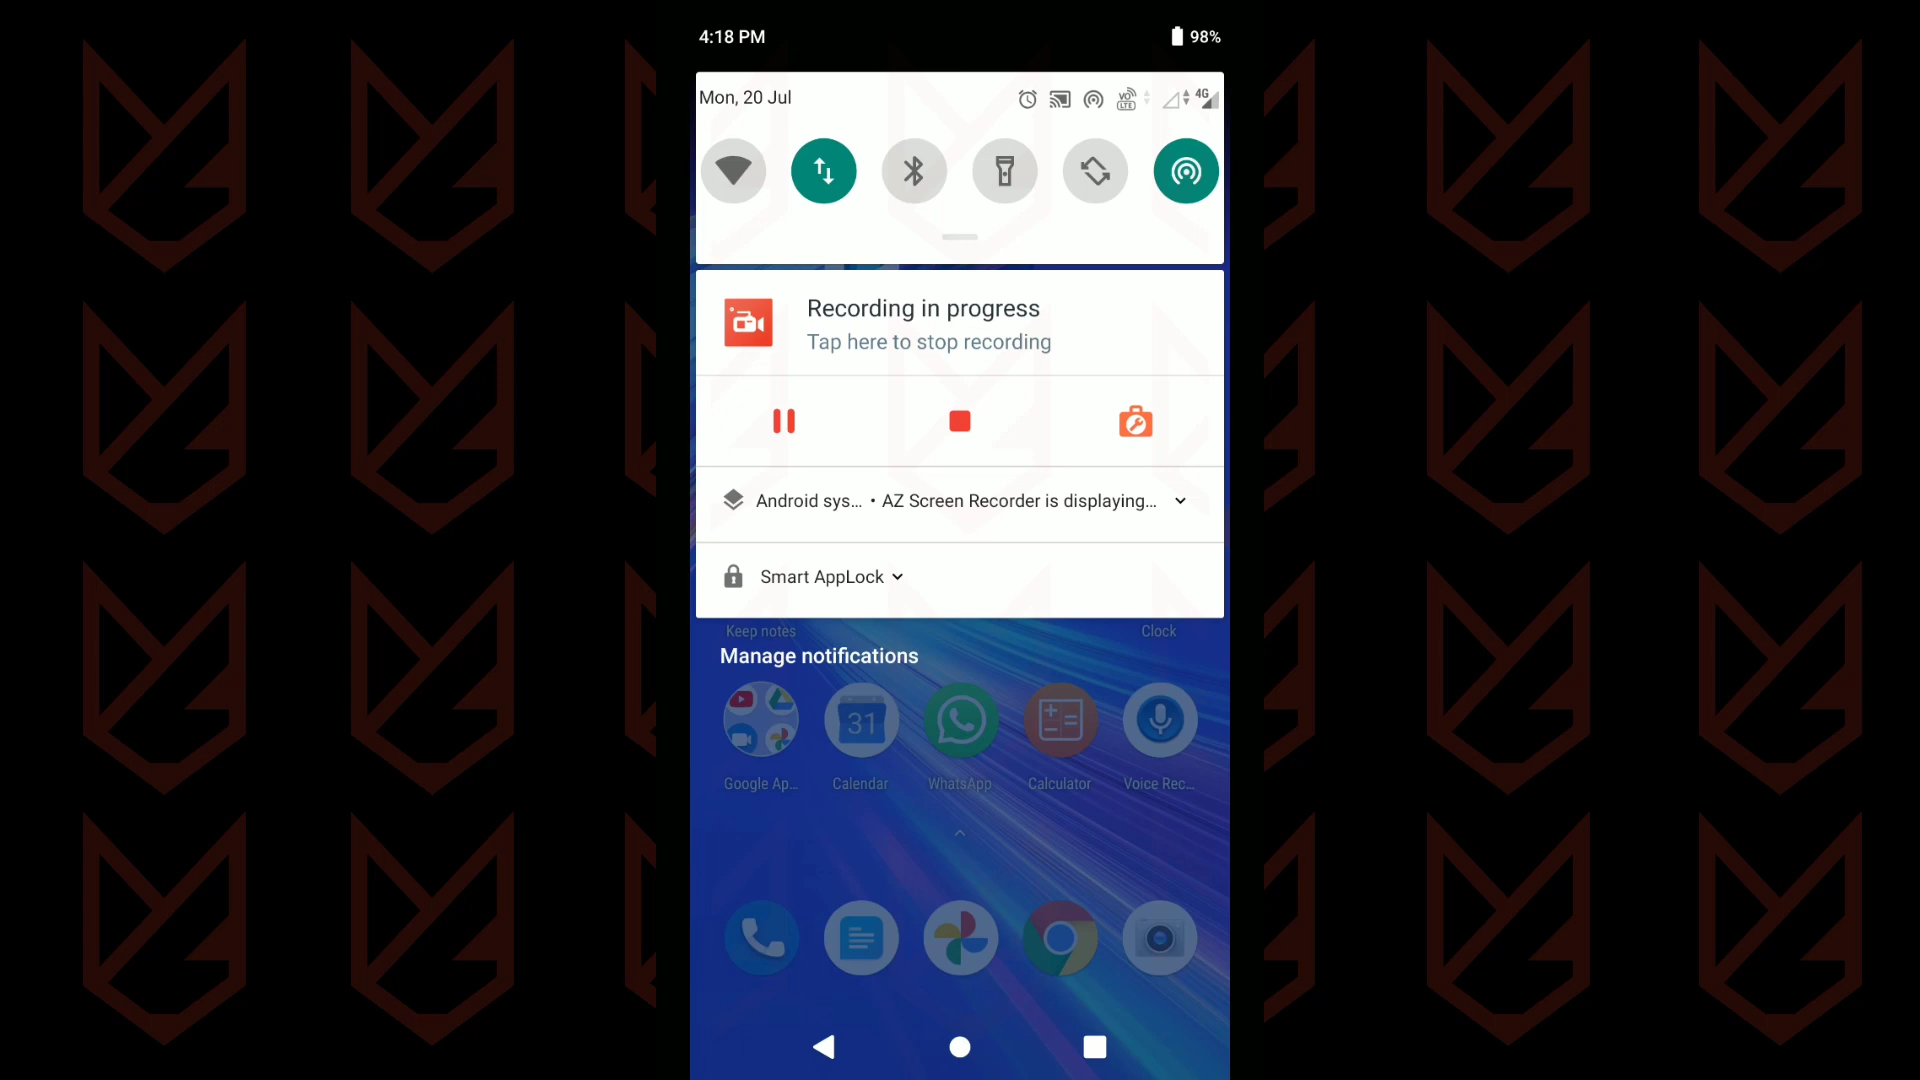 4:18 PM
98%
Mon, 20 Jul
VO
LTE
4G
Recording in progress
Tap here to stop recording
Android sys... • AZ Screen Recorder is displaying...
Smart AppLock
Keep notes
Clock
Manage notifications
31
Google Ap...
Calendar
WhatsApp
Calculator
Voice Rec...